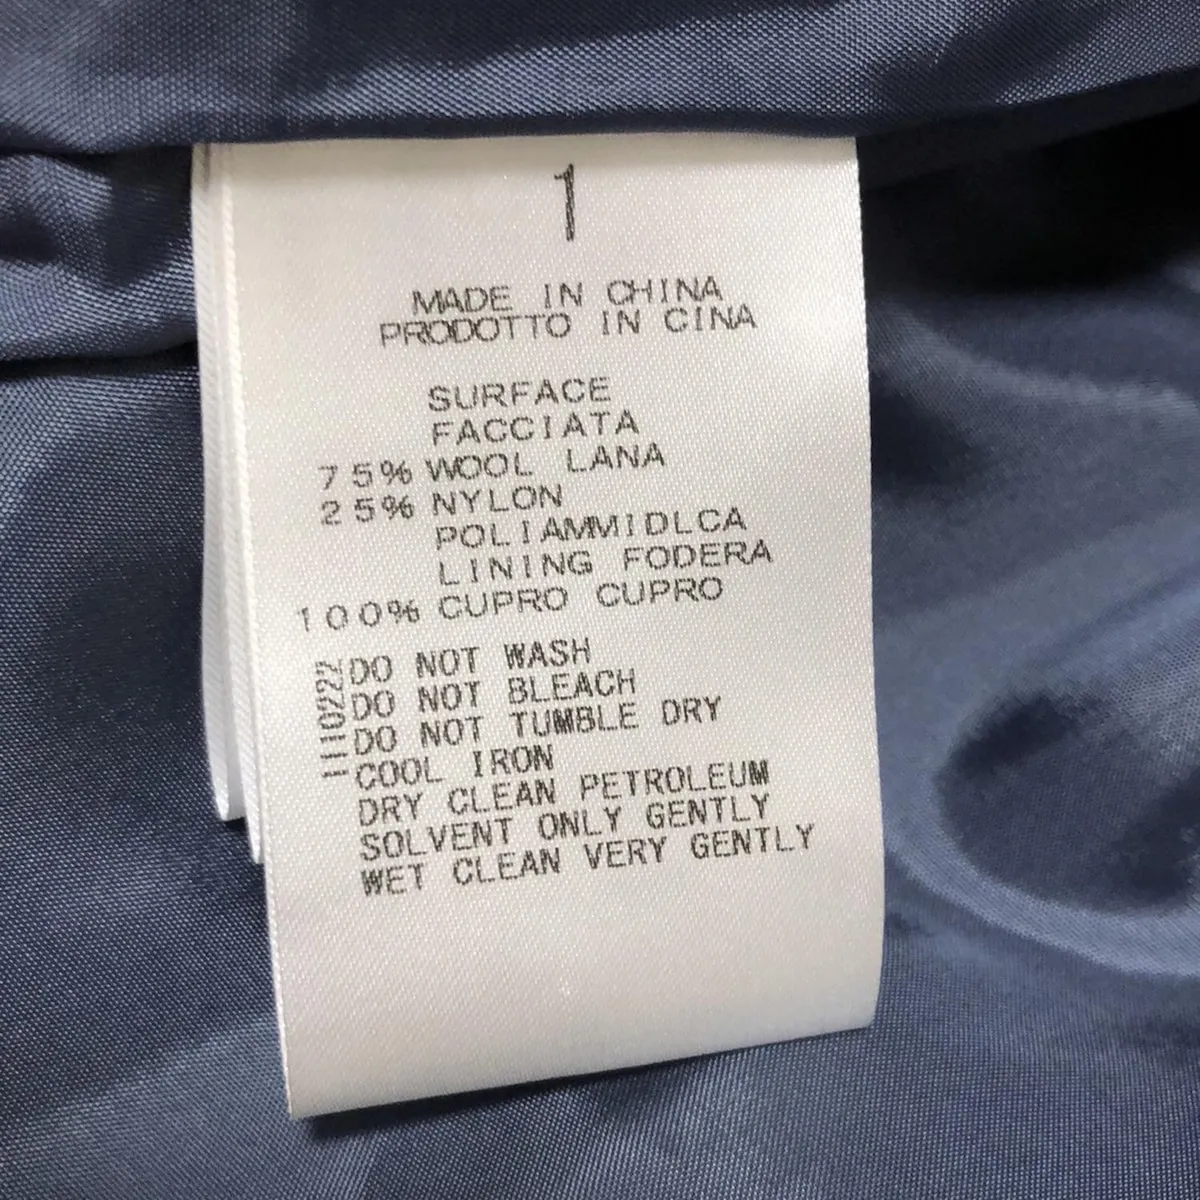 1
MADE IN CHINA
PRODOTTO IN CINA
SURFACE
FACCIATA
75% WOOL LANA
25% NYLON
POLIAMMIDLCA
LINING FODERA
100% CUPRO CUPRO
1110222
DO NOT WASH
DO NOT BLEACH
DO NOT TUMBLE DRY
COOL IRON
DRY CLEAN PETROLEUM
SOLVENT ONLY GENTLY
WET CLEAN VERY GENTLY